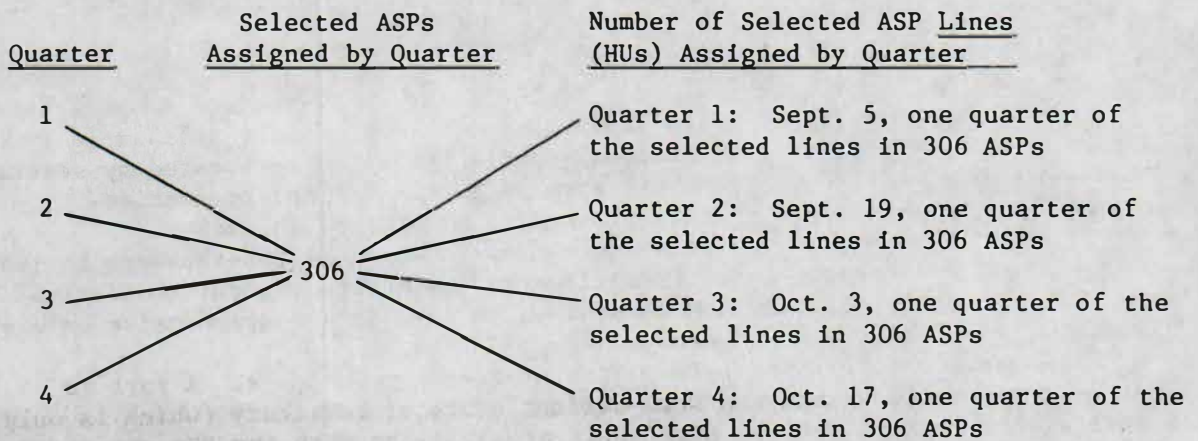 Selected ASPs
Number of Selected ASP Lines
Quarter
Assigned by Quarter
(HUs) Assigned by Quarter
1
Quarter 1: Sept. 5, one quarter of
the selected lines in 306 ASPs
2
Quarter 2: Sept. 19, one quarter of
the selected lines in 306 ASPs
306
3
Quarter 3: Oct. 3, one quarter of the
selected lines in 306 ASPs
4
Quarter 4: Oct. 17, one quarter of the
selected lines in 306 ASPs